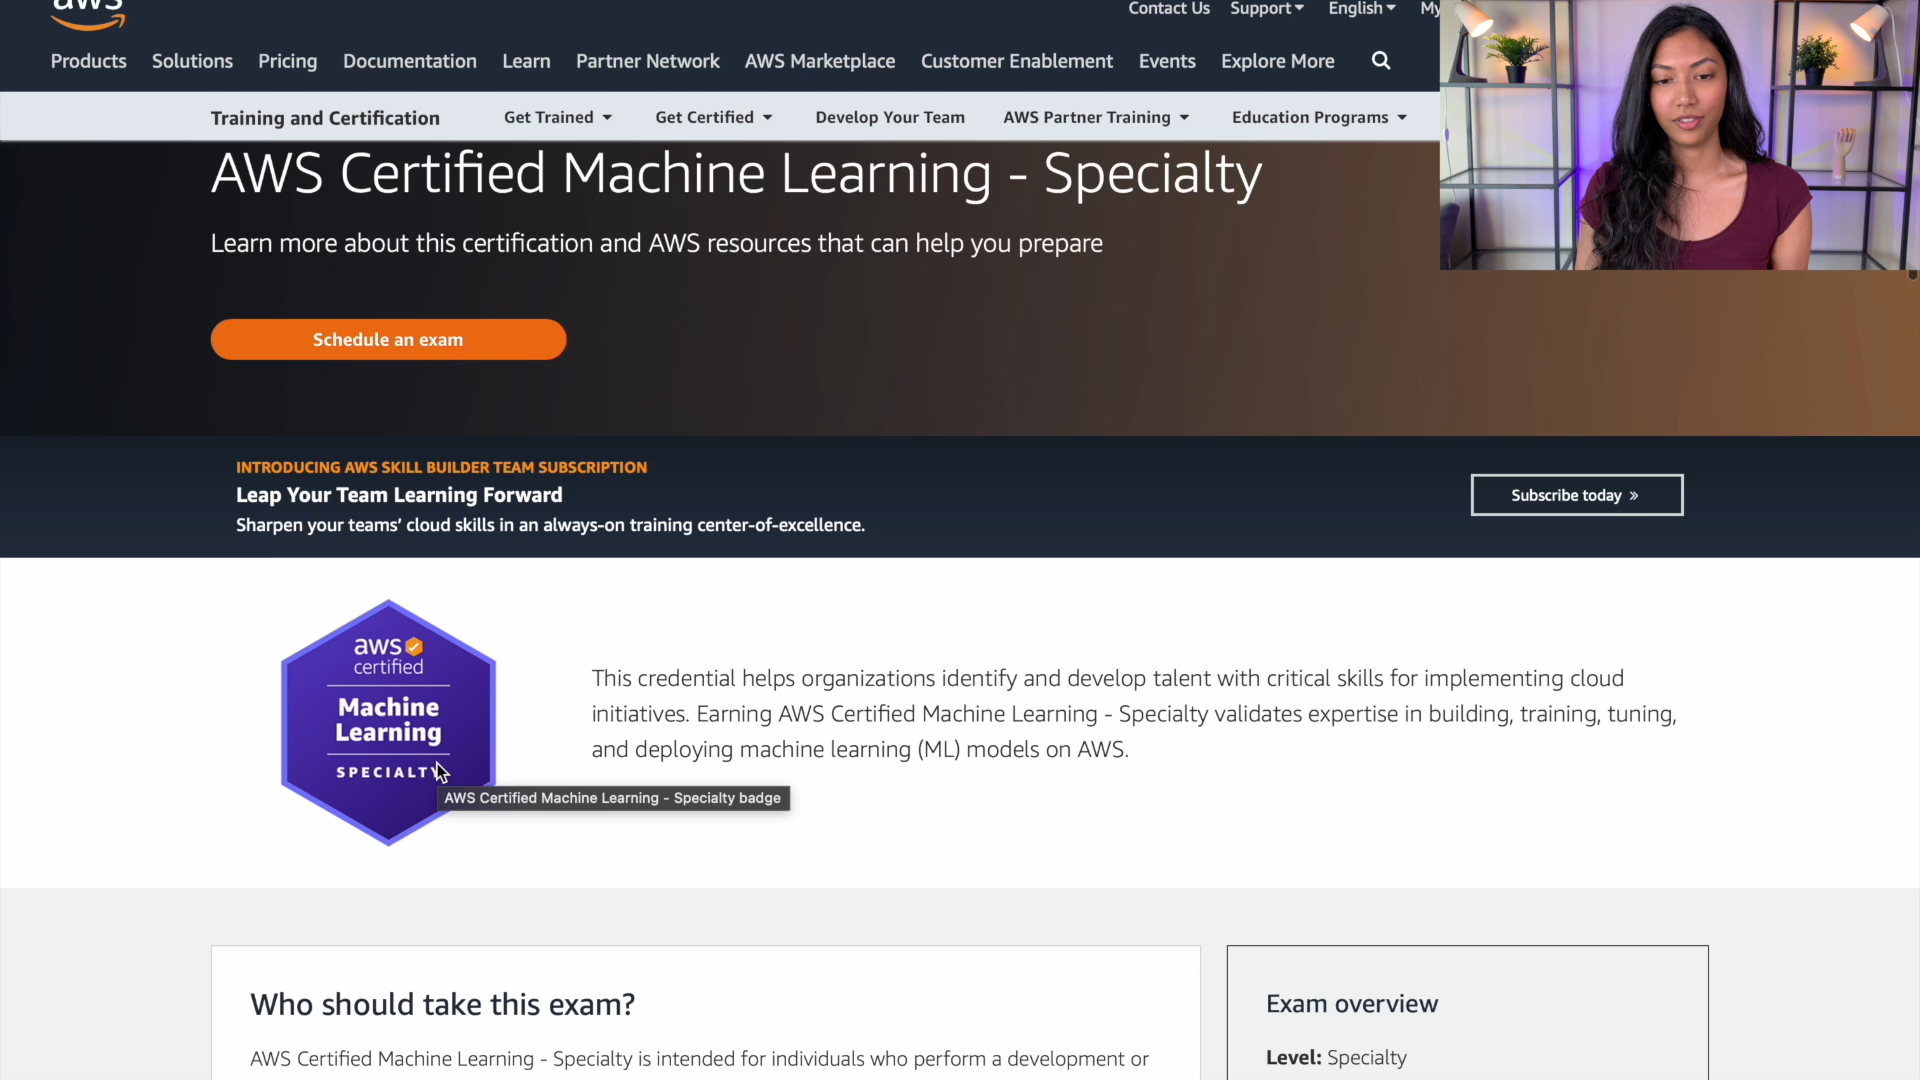 aws
Contact Us Support English My
Products Solutions Pricing Documentation Learn Partner Network AWS Marketplace Customer Enablement Events Explore More
Training and Certification Get Trained Get Certified Develop Your Team AWS Partner Training Education Programs
AWS Certified Machine Learning - Specialty
Learn more about this certification and AWS resources that can help you prepare
Schedule an exam
INTRODUCING AWS SKILL BUILDER TEAM SUBSCRIPTION
Leap Your Team Learning Forward
Sharpen your teams’ cloud skills in an always-on training center-of-excellence.
Subscribe today »
aws
certified
Machine
Learning
SPECIALTY
This credential helps organizations identify and develop talent with critical skills for implementing cloud
initiatives. Earning AWS Certified Machine Learning - Specialty validates expertise in building, training, tuning,
and deploying machine learning (ML) models on AWS.
AWS Certified Machine Learning - Specialty badge
Who should take this exam?
AWS Certified Machine Learning - Specialty is intended for individuals who perform a development or
Exam overview
Level: Specialty